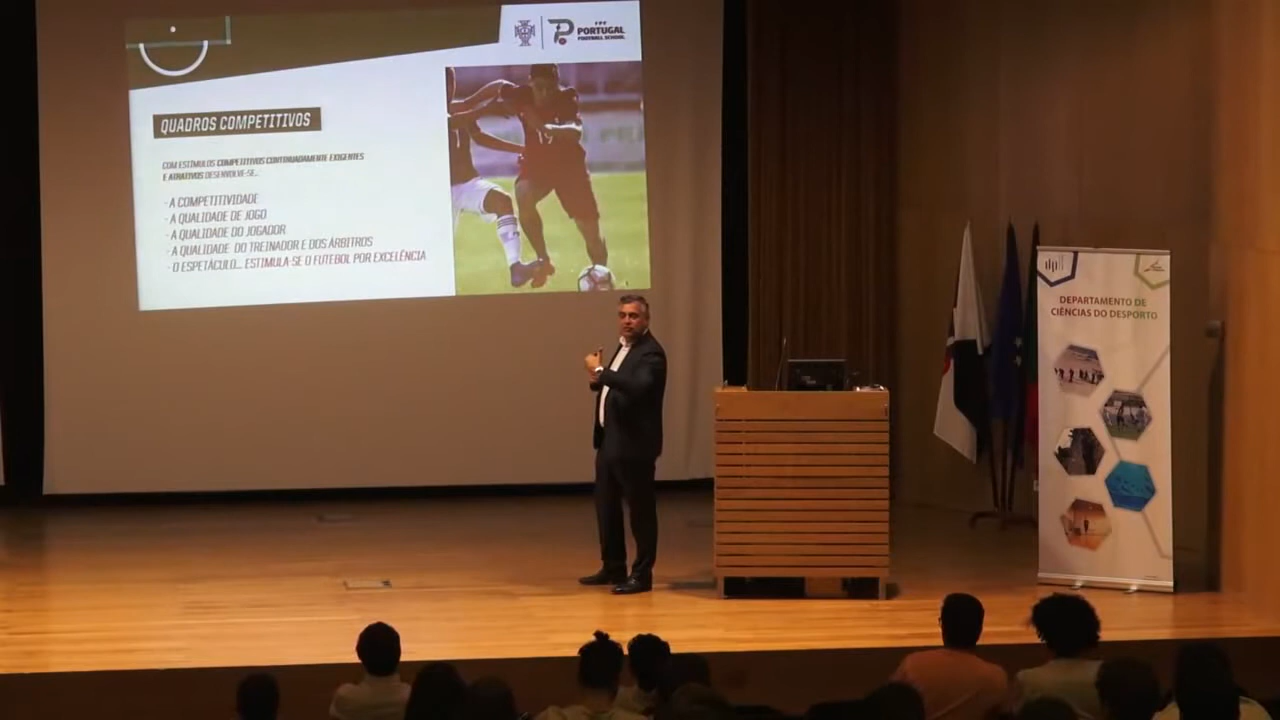 FPF
PORTUGAL
FOOTBALL SCHOOL
QUADROS COMPETITIVOS
COM ESTÍMULOS COMPETITIVOS CONTINUADAMENTE EXIGENTES
E ATRATIVOS DESENVOLVE-SE...
- A COMPETITIVIDADE
- A QUALIDADE DE JOGO
- A QUALIDADE DO JOGADOR
- A QUALIDADE DO TREINADOR E DOS ÁRBITROS
- O ESPETÁCULO... ESTIMULA-SE O FUTEBOL POR EXCELÊNCIA
DEPARTAMENTO DE
CIÊNCIAS DO DESPORTO